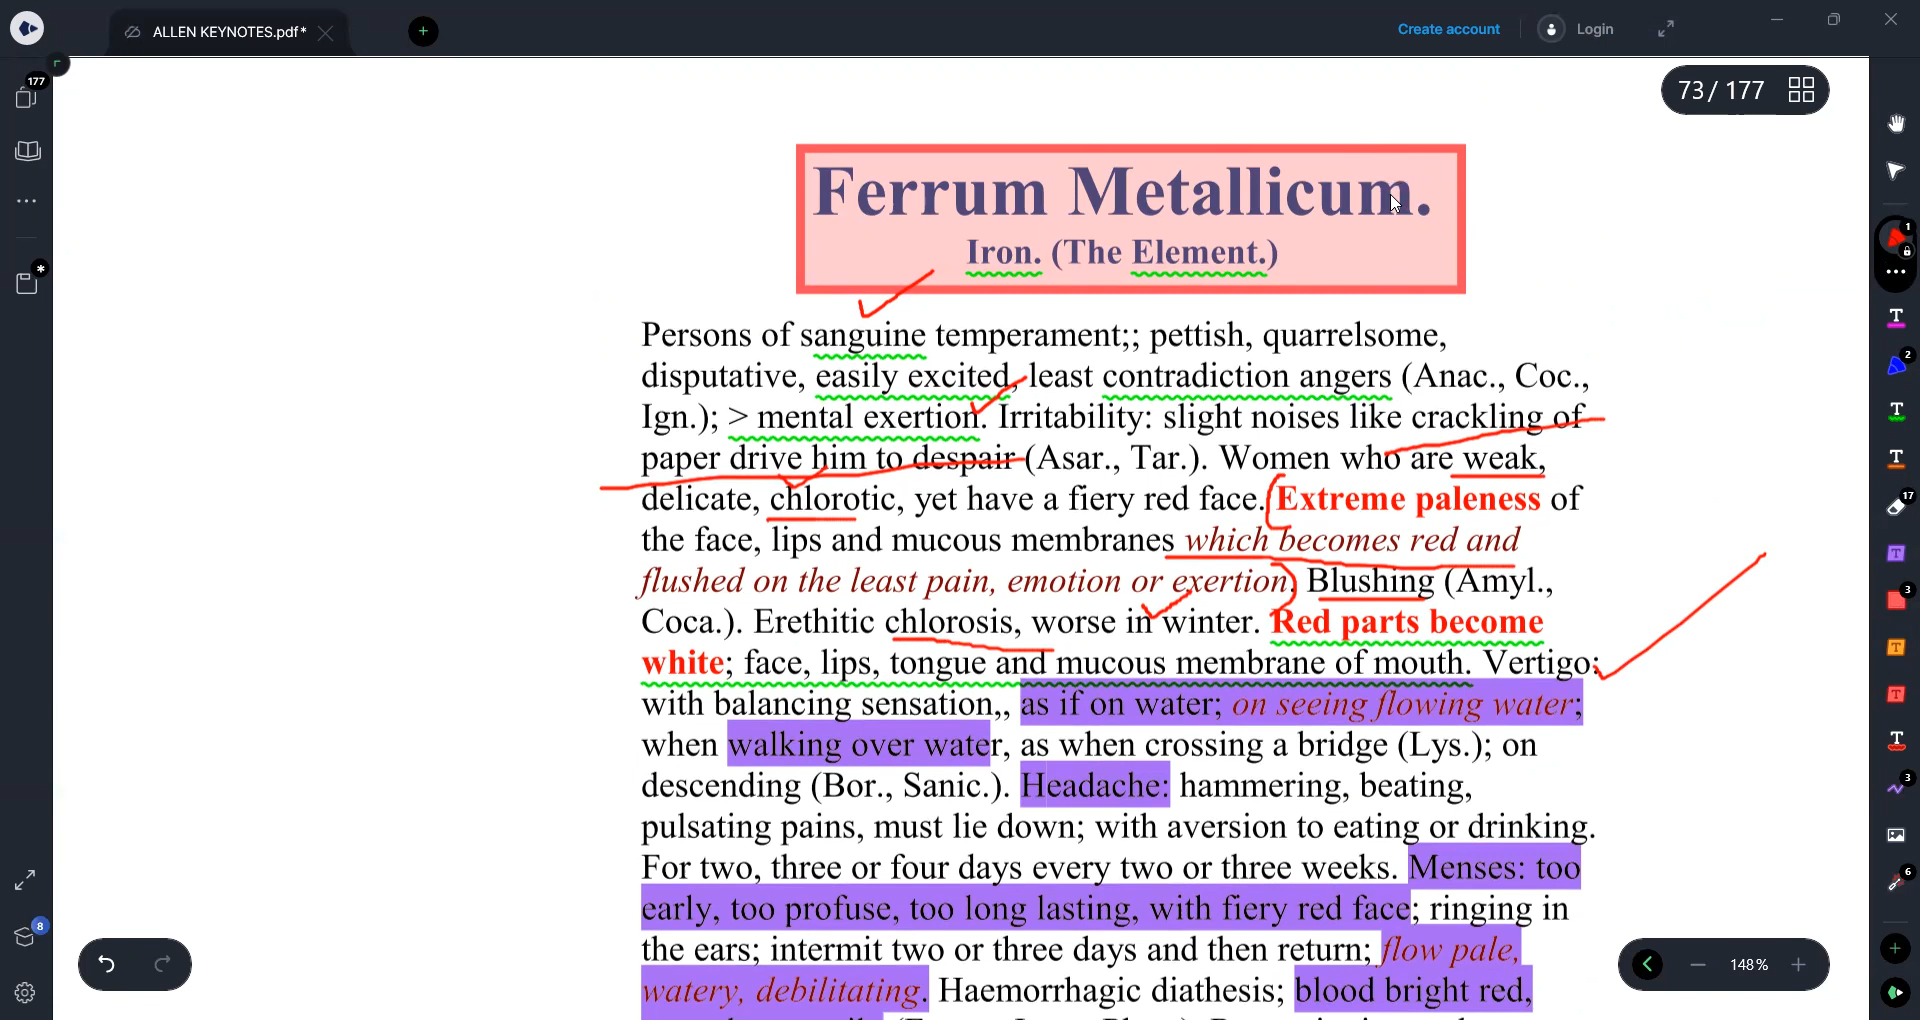 ALLEN KEYNOTES.pdf*
Create account
Login
177
73/ 177
Ferrum Metallicum.
Iron. (The Element.)
Persons of sanguine temperament;; pettish, quarrelsome,
disputative, easily excited, least contradiction angers (Anac., Coc.,
Ign.); > mental exertion. Irritability: slight noises like crackling of
paper drive him to despair (Asar., Tar.). Women who are weak,
delicate, chlorotic, yet have a fiery red face. Extreme paleness of
the face, lips and mucous membranes which becomes red and
flushed on the least pain, emotion or exertion. Blushing (Amyl.,
Coca.). Erethitic chlorosis, worse in winter. Red parts become
white; face, lips, tongue and mucous membrane of mouth. Vertigo:
with balancing sensation,, as if on water; on seeing flowing water;
when walking over water, as when crossing a bridge (Lys.); on
descending (Bor., Sanic.). Headache: hammering, beating,
pulsating pains, must lie down; with aversion to eating or drinking.
For two, three or four days every two or three weeks. Menses: too
early, too profuse, too long lasting, with fiery red face; ringing in
the ears; intermit two or three days and then return; flow pale,
watery, debilitating. Haemorrhagic diathesis; blood bright red,
148%
8
1
T
2
T
T
17
T
3
T
T
T
3
6